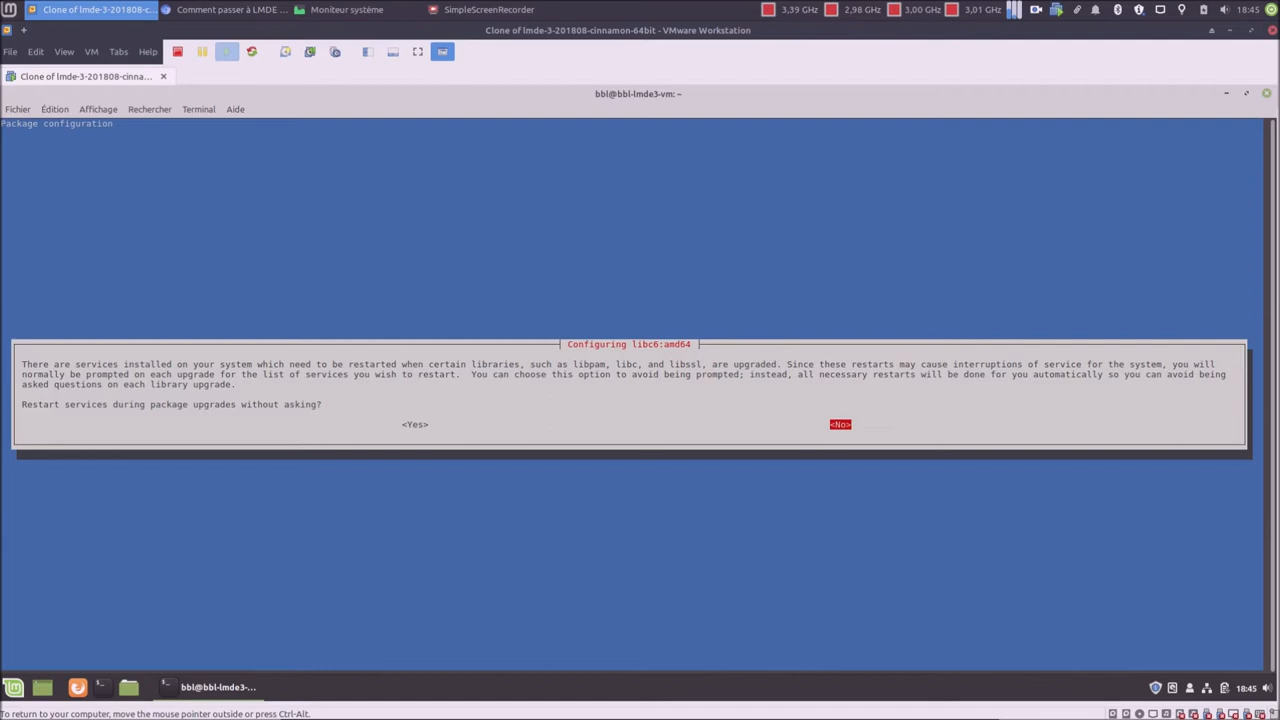 Clone of lmde-3-201808-c...
Comment passer à LMDE ...
Moniteur système
SimpleScreenRecorder
3,39 GHz
2,98 GHz
3,00 GHz
3,01 GHz
18:45
Clone of lmde-3-201808-cinnamon-64bit - VMware Workstation
File Edit View VM Tabs Help
Clone of lmde-3-201808-cinna...
bbl@bbl-lmde3-vm: ~
Fichier Édition Affichage Rechercher Terminal Aide
Package configuration
Configuring libc6:amd64
There are services installed on your system which need to be restarted when certain libraries, such as libpam, libc, and libssl, are upgraded. Since these restarts may cause interruptions of service for the system, you will
normally be prompted on each upgrade for the list of services you wish to restart.  You can choose this option to avoid being prompted; instead, all necessary restarts will be done for you automatically so you can avoid being
asked questions on each library upgrade.
Restart services during package upgrades without asking?
<Yes> <No>
bbl@bbl-lmde3-...
18:45
To return to your computer, move the mouse pointer outside or press Ctrl-Alt.